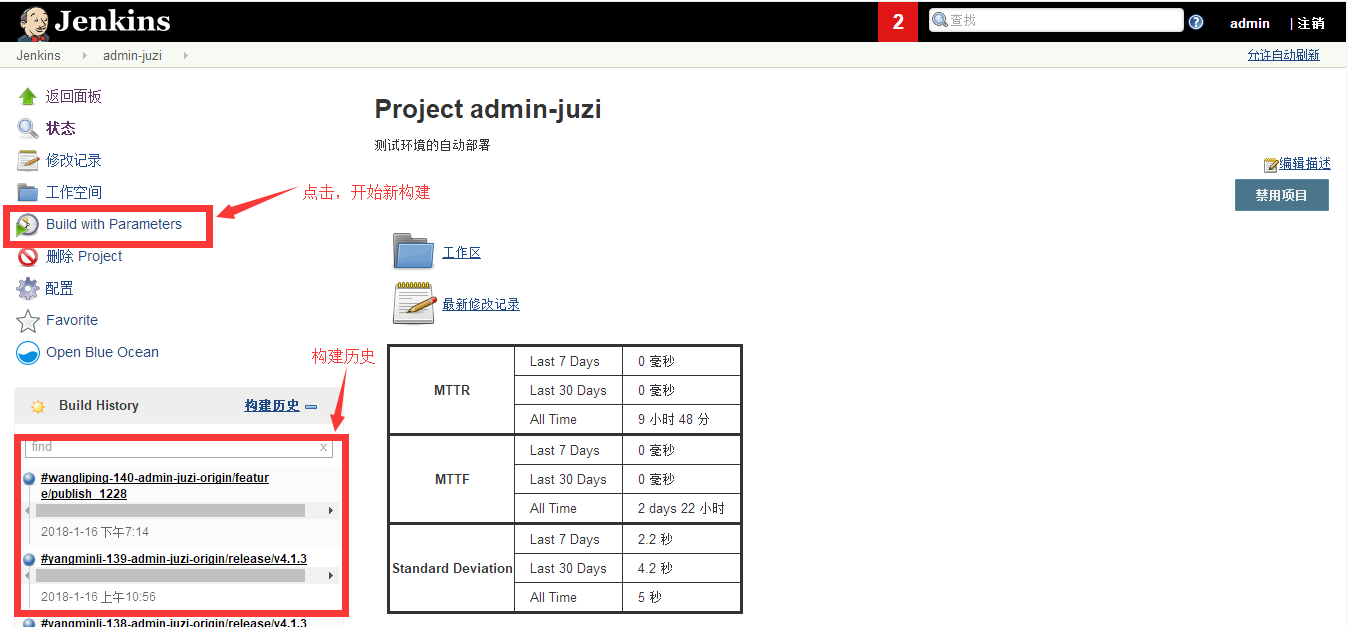 Jenkins
2
查找
admin
| 注销
Jenkins
admin-juzi
允许自动刷新
返回面板
状态
修改记录
工作空间
Build with Parameters
删除 Project
配置
Favorite
Open Blue Ocean
点击，开始新构建
构建历史
Build History
构建历史
find
x
#wangliping-140-admin-juzi-origin/featur
e/publish_1228
2018-1-16 下午7:14
#yangminli-139-admin-juzi-origin/release/v4.1.3
2018-1-16 上午10:56
#yangminli-138-admin-juzi-origin/release/v4.1.3
Project admin-juzi
测试环境的自动部署
编辑描述
禁用项目
工作区
最新修改记录
MTTR
Last 7 Days 0 毫秒
Last 30 Days 0 毫秒
All Time 9 小时 48 分
MTTF
Last 7 Days 0 毫秒
Last 30 Days 0 毫秒
All Time 2 days 22 小时
Standard Deviation
Last 7 Days 2.2 秒
Last 30 Days 4.2 秒
All Time 5 秒